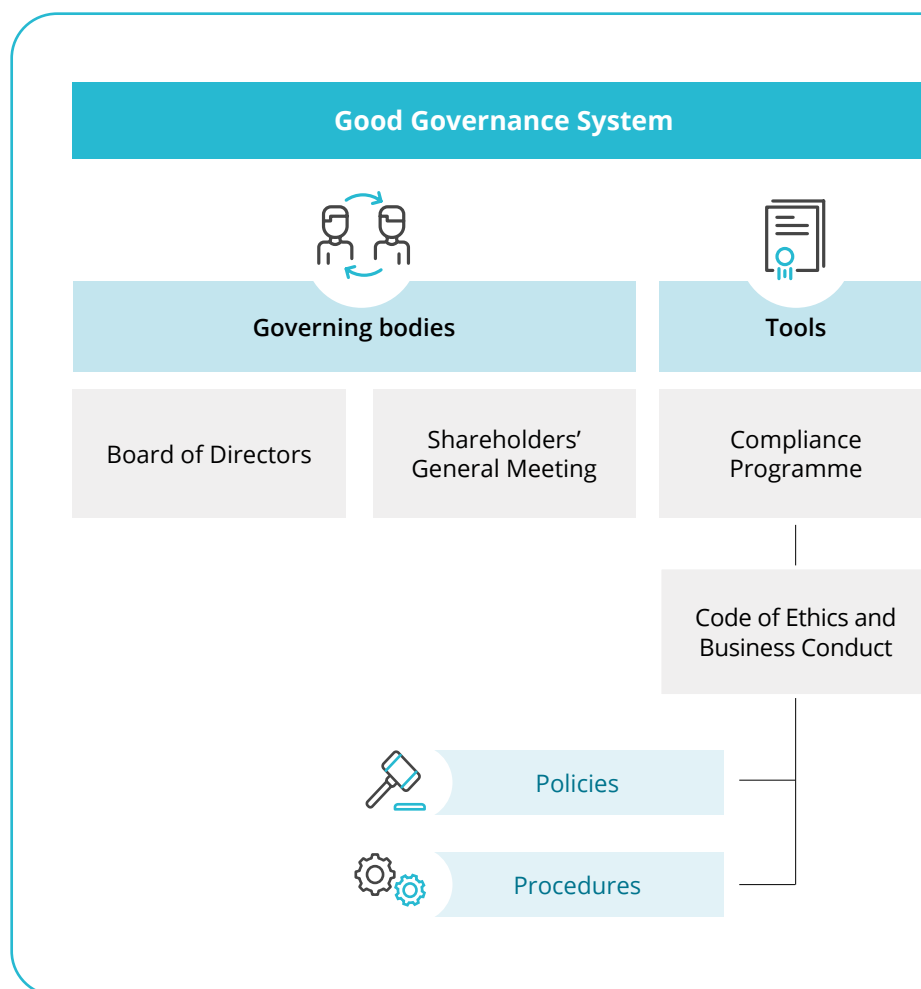 Good Governance System
Governing bodies
Tools
Board of Directors
Shareholders’
General Meeting
Compliance
Programme
Code of Ethics and
Business Conduct
Policies
Procedures